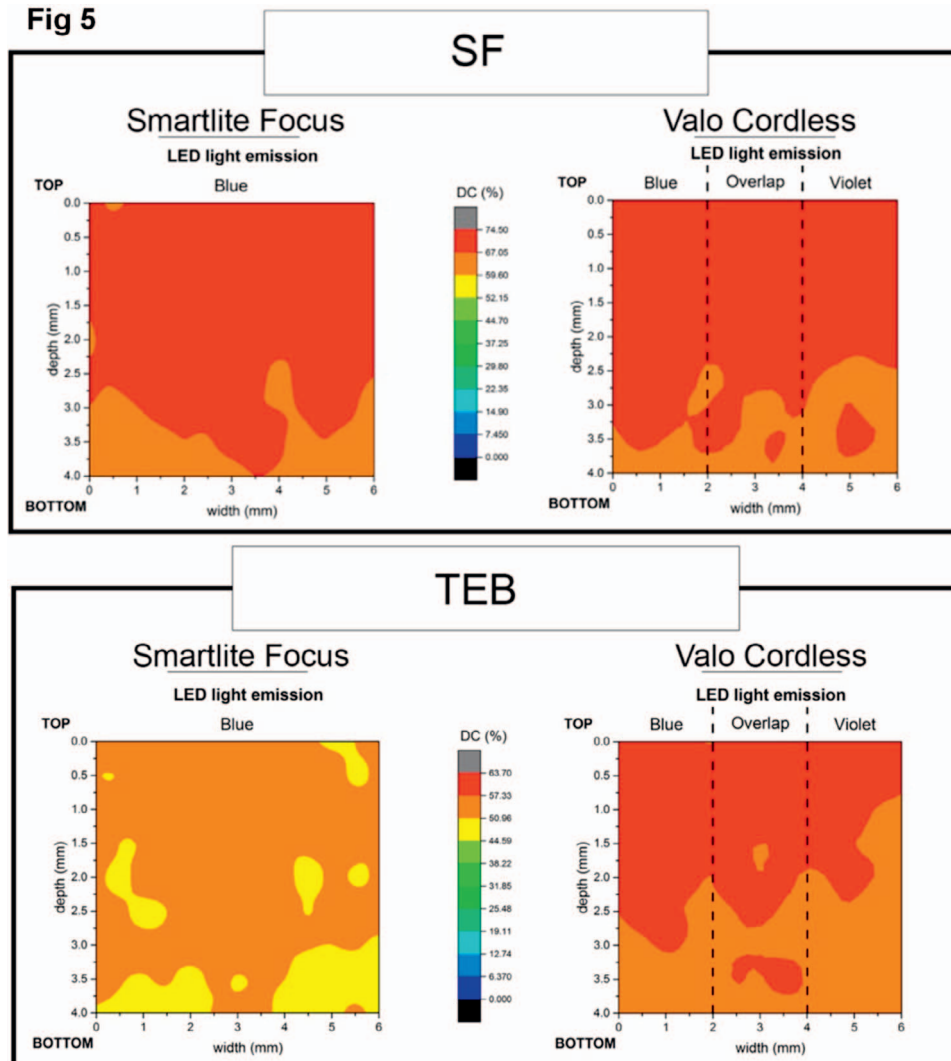 Fig 5
SF
Smartlite Focus
LED light emission
Blue
TOP
0.0
0.5
1.0
1.5
2.0
2.5
3.0
3.5
4.0
depth (mm)
BOTTOM
0 1 2 3 4 5 6
width (mm)
DC (%)
74.50
67.05
59.60
52.15
44.70
37.25
29.80
22.35
14.90
7.450
0.000
Valo Cordless
LED light emission
Blue Overlap Violet
TOP
0.0
0.5
1.0
1.5
2.0
2.5
3.0
3.5
4.0
depth (mm)
BOTTOM
0 1 2 3 4 5 6
width (mm)
TEB
Smartlite Focus
LED light emission
Blue
TOP
0.0
0.5
1.0
1.5
2.0
2.5
3.0
3.5
4.0
depth (mm)
BOTTOM
0 1 2 3 4 5 6
width (mm)
DC (%)
63.70
57.33
50.96
44.59
38.22
31.85
25.48
19.11
12.74
6.370
0.000
Valo Cordless
LED light emission
Blue Overlap Violet
TOP
0.0
0.5
1.0
1.5
2.0
2.5
3.0
3.5
4.0
depth (mm)
BOTTOM
0 1 2 3 4 5 6
width (mm)